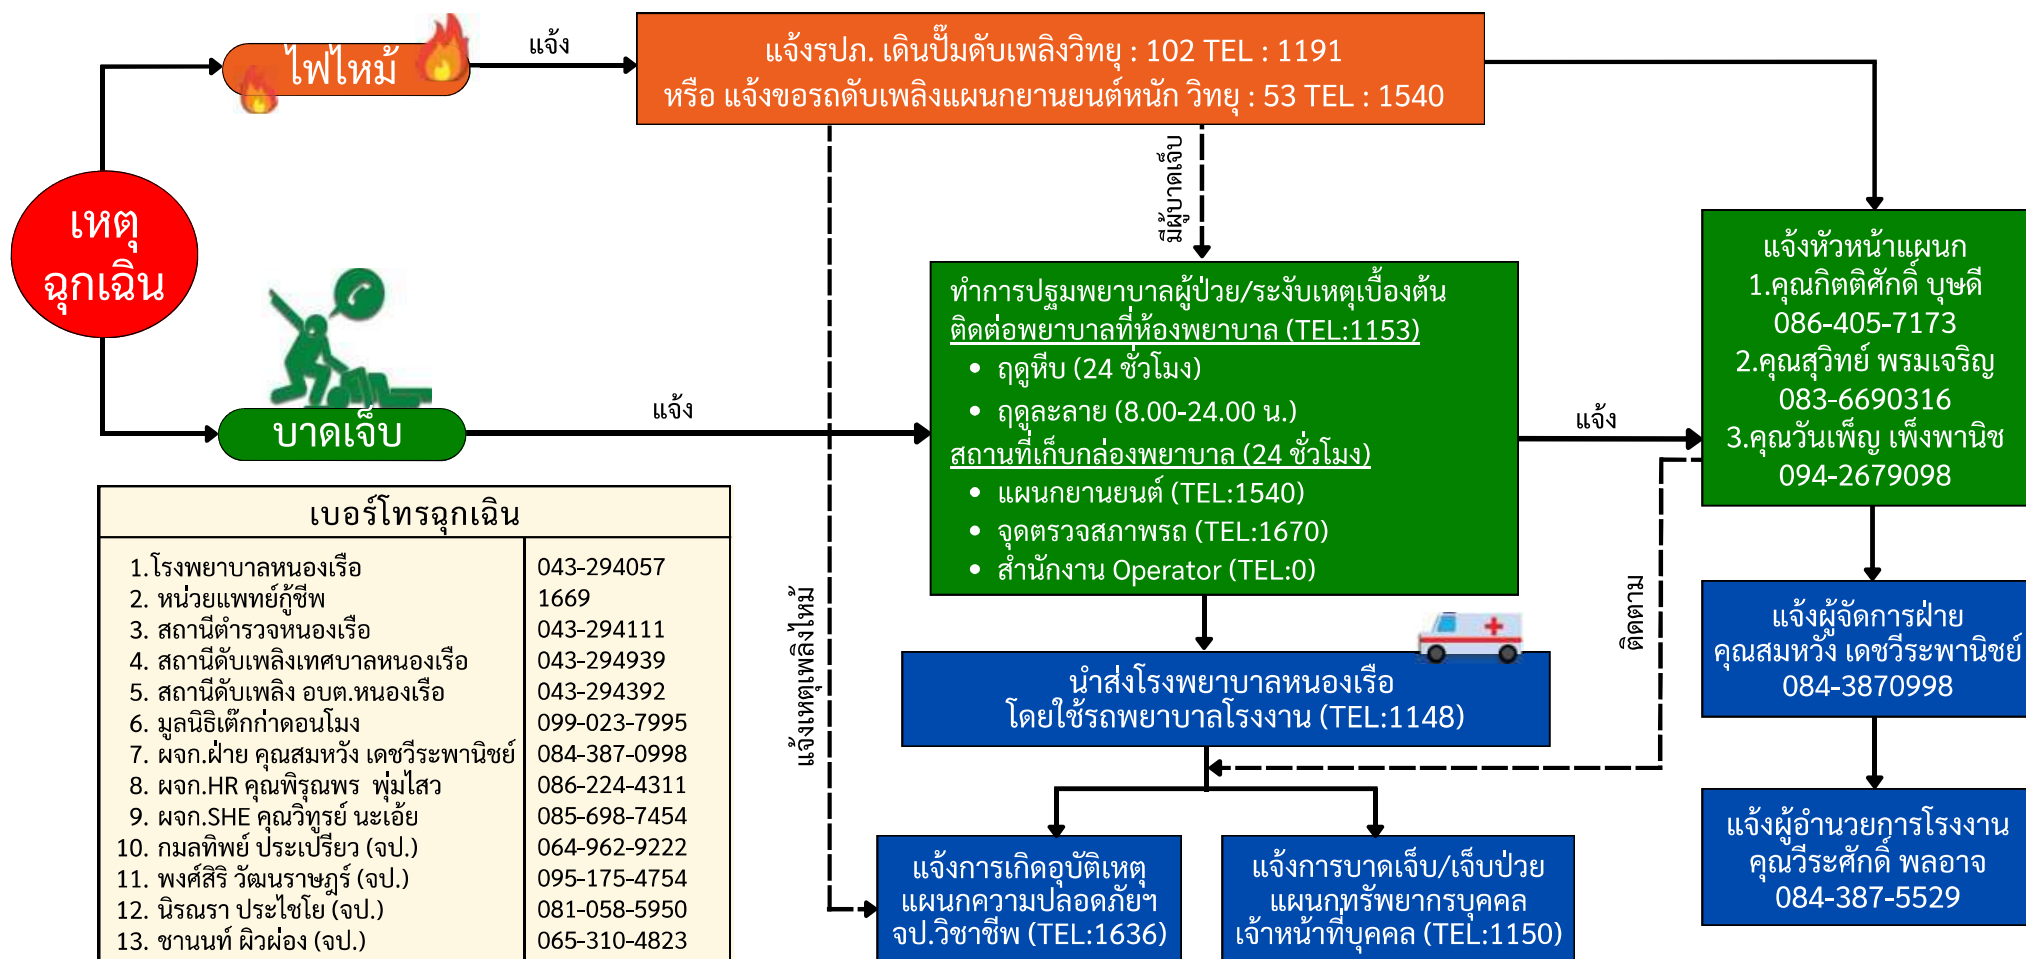 ไฟไหม้
แจ้ง
แจ้งรปภ. เดินปั๊มดับเพลิงวิทยุ : 102 TEL : 1191
หรือ แจ้งขอรถดับเพลิงแผนกยานยนต์หนัก วิทยุ : 53 TEL : 1540
เหตุ
ฉุกเฉิน
มีผู้บาดเจ็บ
บาดเจ็บ
แจ้ง
ทำการปฐมพยาบาลผู้ป่วย/ระงับเหตุเบื้องต้น
ติดต่อพยาบาลที่ห้องพยาบาล (TEL:1153)
• ฤดูหีบ (24 ชั่วโมง)
• ฤดูละลาย (8.00-24.00 น.)
สถานที่เก็บกล่องพยาบาล (24 ชั่วโมง)
• แผนกยานยนต์ (TEL:1540)
• จุดตรวจสภาพรถ (TEL:1670)
• สำนักงาน Operator (TEL:0)
แจ้ง
แจ้งหัวหน้าแผนก
1.คุณกิตติศักดิ์ บุษดี
086-405-7173
2.คุณสุวิทย์ พรมเจริญ
083-6690316
3.คุณวันเพ็ญ เพ็งพานิช
094-2679098
ติดตาม
แจ้งเหตุเพลิงไหม้
นำส่งโรงพยาบาลหนองเรือ
โดยใช้รถพยาบาลโรงงาน (TEL:1148)
แจ้งผู้จัดการฝ่าย
คุณสมหวัง เดชวีระพานิชย์
084-3870998
แจ้งการเกิดอุบัติเหตุ
แผนกความปลอดภัยฯ
จป.วิชาชีพ (TEL:1636)
แจ้งการบาดเจ็บ/เจ็บป่วย
แผนกทรัพยากรบุคคล
เจ้าหน้าที่บุคคล (TEL:1150)
แจ้งผู้อำนวยการโรงงาน
คุณวีระศักดิ์ พลอาจ
084-387-5529
เบอร์โทรฉุกเฉิน
1.โรงพยาบาลหนองเรือ 043-294057
2. หน่วยแพทย์กู้ชีพ 1669
3. สถานีตำรวจหนองเรือ 043-294111
4. สถานีดับเพลิงเทศบาลหนองเรือ 043-294939
5. สถานีดับเพลิง อบต.หนองเรือ 043-294392
6. มูลนิธิเต๊กก่าดอนโมง 099-023-7995
7. ผจก.ฝ่าย คุณสมหวัง เดชวีระพานิชย์ 084-387-0998
8. ผจก.HR คุณพิรุณพร พุ่มไสว 086-224-4311
9. ผจก.SHE คุณวิทูรย์ นะเอ้ย 085-698-7454
10. กมลทิพย์ ประเปรียว (จป.) 064-962-9222
11. พงศ์สิริ วัฒนราษฎร์ (จป.) 095-175-4754
12. นิรณรา ประไชโย (จป.) 081-058-5950
13. ชานนท์ ผิวผ่อง (จป.) 065-310-4823